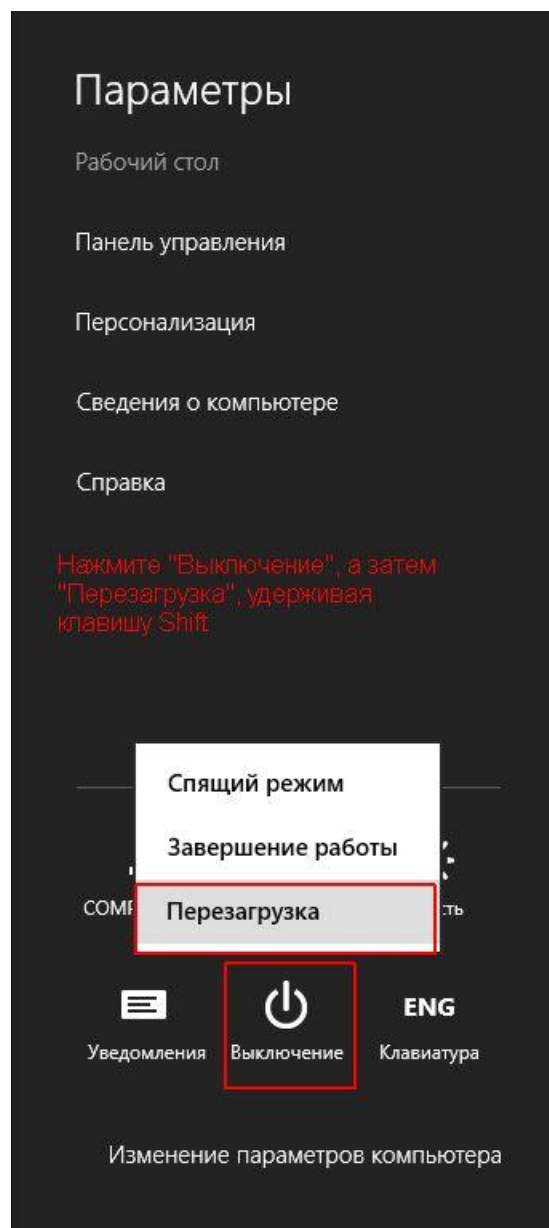 Параметры
Рабочий стол
Панель управления
Персонализация
Сведения о компьютере
Справка
Нажмите "Выключение", а затем
"Перезагрузка", удерживая
клавишу Shift
Спящий режим
Завершение работы
Перезагрузка
Уведомления Выключение ENG Клавиатура
Изменение параметров компьютера